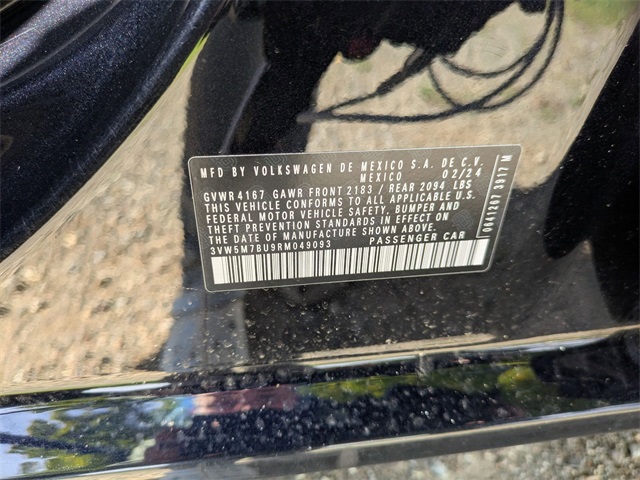 MFD BY VOLKSWAGEN DE MEXICO S.A. DE C.V.
MEXICO 02/24
GVWR 4167 GAWR FRONT 2183 / REAR 2094 LBS
THIS VEHICLE CONFORMS TO ALL APPLICABLE U.S.
FEDERAL MOTOR VEHICLE SAFETY, BUMPER AND
THEFT PREVENTION STANDARDS IN EFFECT ON
THE DATE OF MANUFACTURE SHOWN ABOVE.
3VW5M7BU9RM049093 PASSENGER CAR
0641267 3917 M